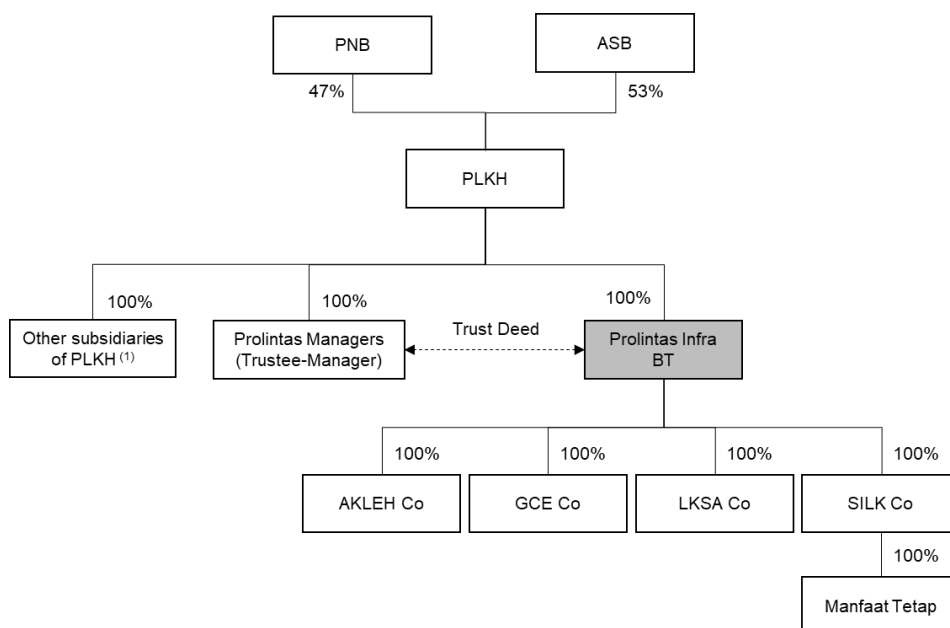 PNB
ASB
47%
53%
PLKH
100%
100%
100%
Other subsidiaries
of PLKH (1)
Prolintas Managers
(Trustee-Manager)
Trust Deed
Prolintas Infra
BT
100%
100%
100%
100%
AKLEH Co
GCE Co
LKSA Co
SILK Co
100%
Manfaat Tetap